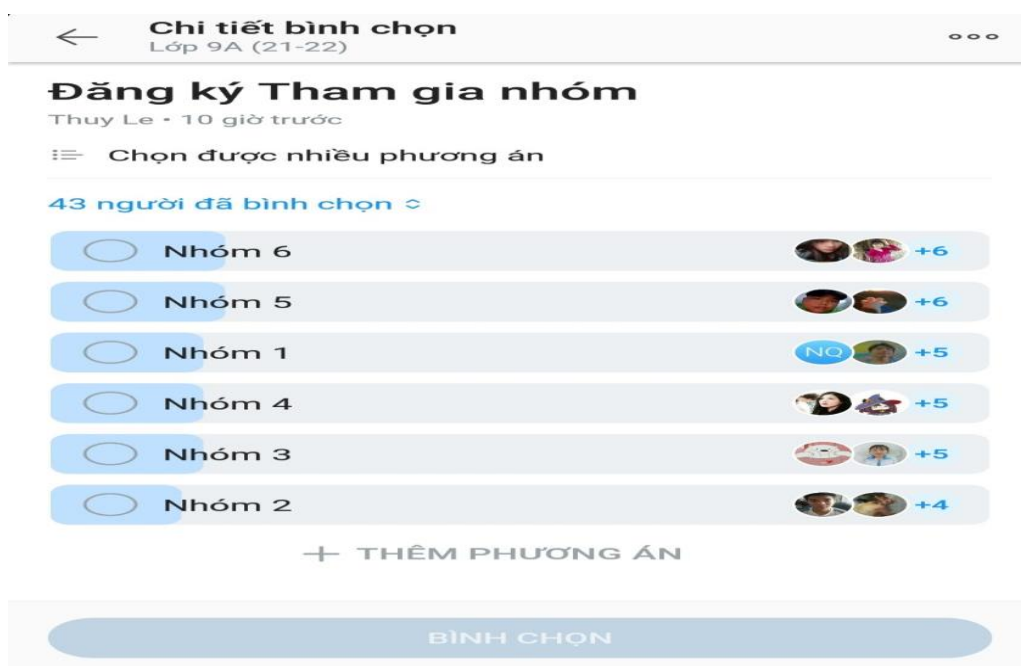 Chi tiết bình chọn
Lớp 9A (21-22)
Đăng ký Tham gia nhóm
Thuy Le • 10 giờ trước
Chọn được nhiều phương án
43 người đã bình chọn
Nhóm 6 +6
Nhóm 5 +6
Nhóm 1 NQ +5
Nhóm 4 +5
Nhóm 3 +5
Nhóm 2 +4
+ THÊM PHƯƠNG ÁN
BÌNH CHỌN